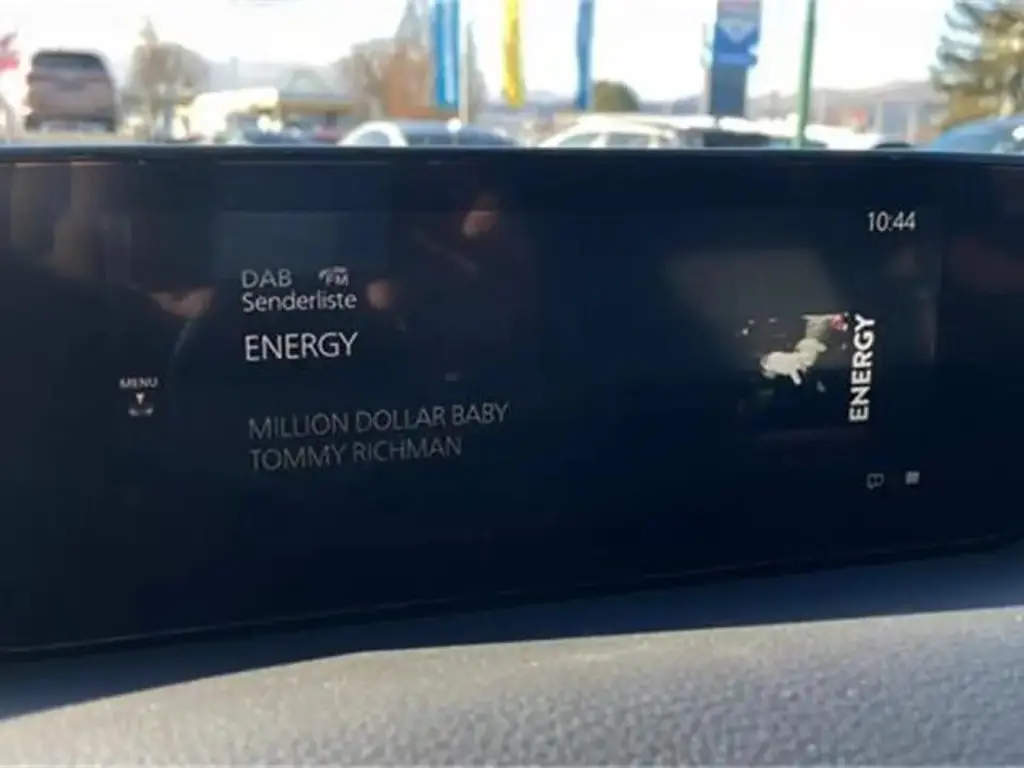 10:44
DAB FM
Senderliste
ENERGY
MENU
MILLION DOLLAR BABY
TOMMY RICHMAN
ENERGY